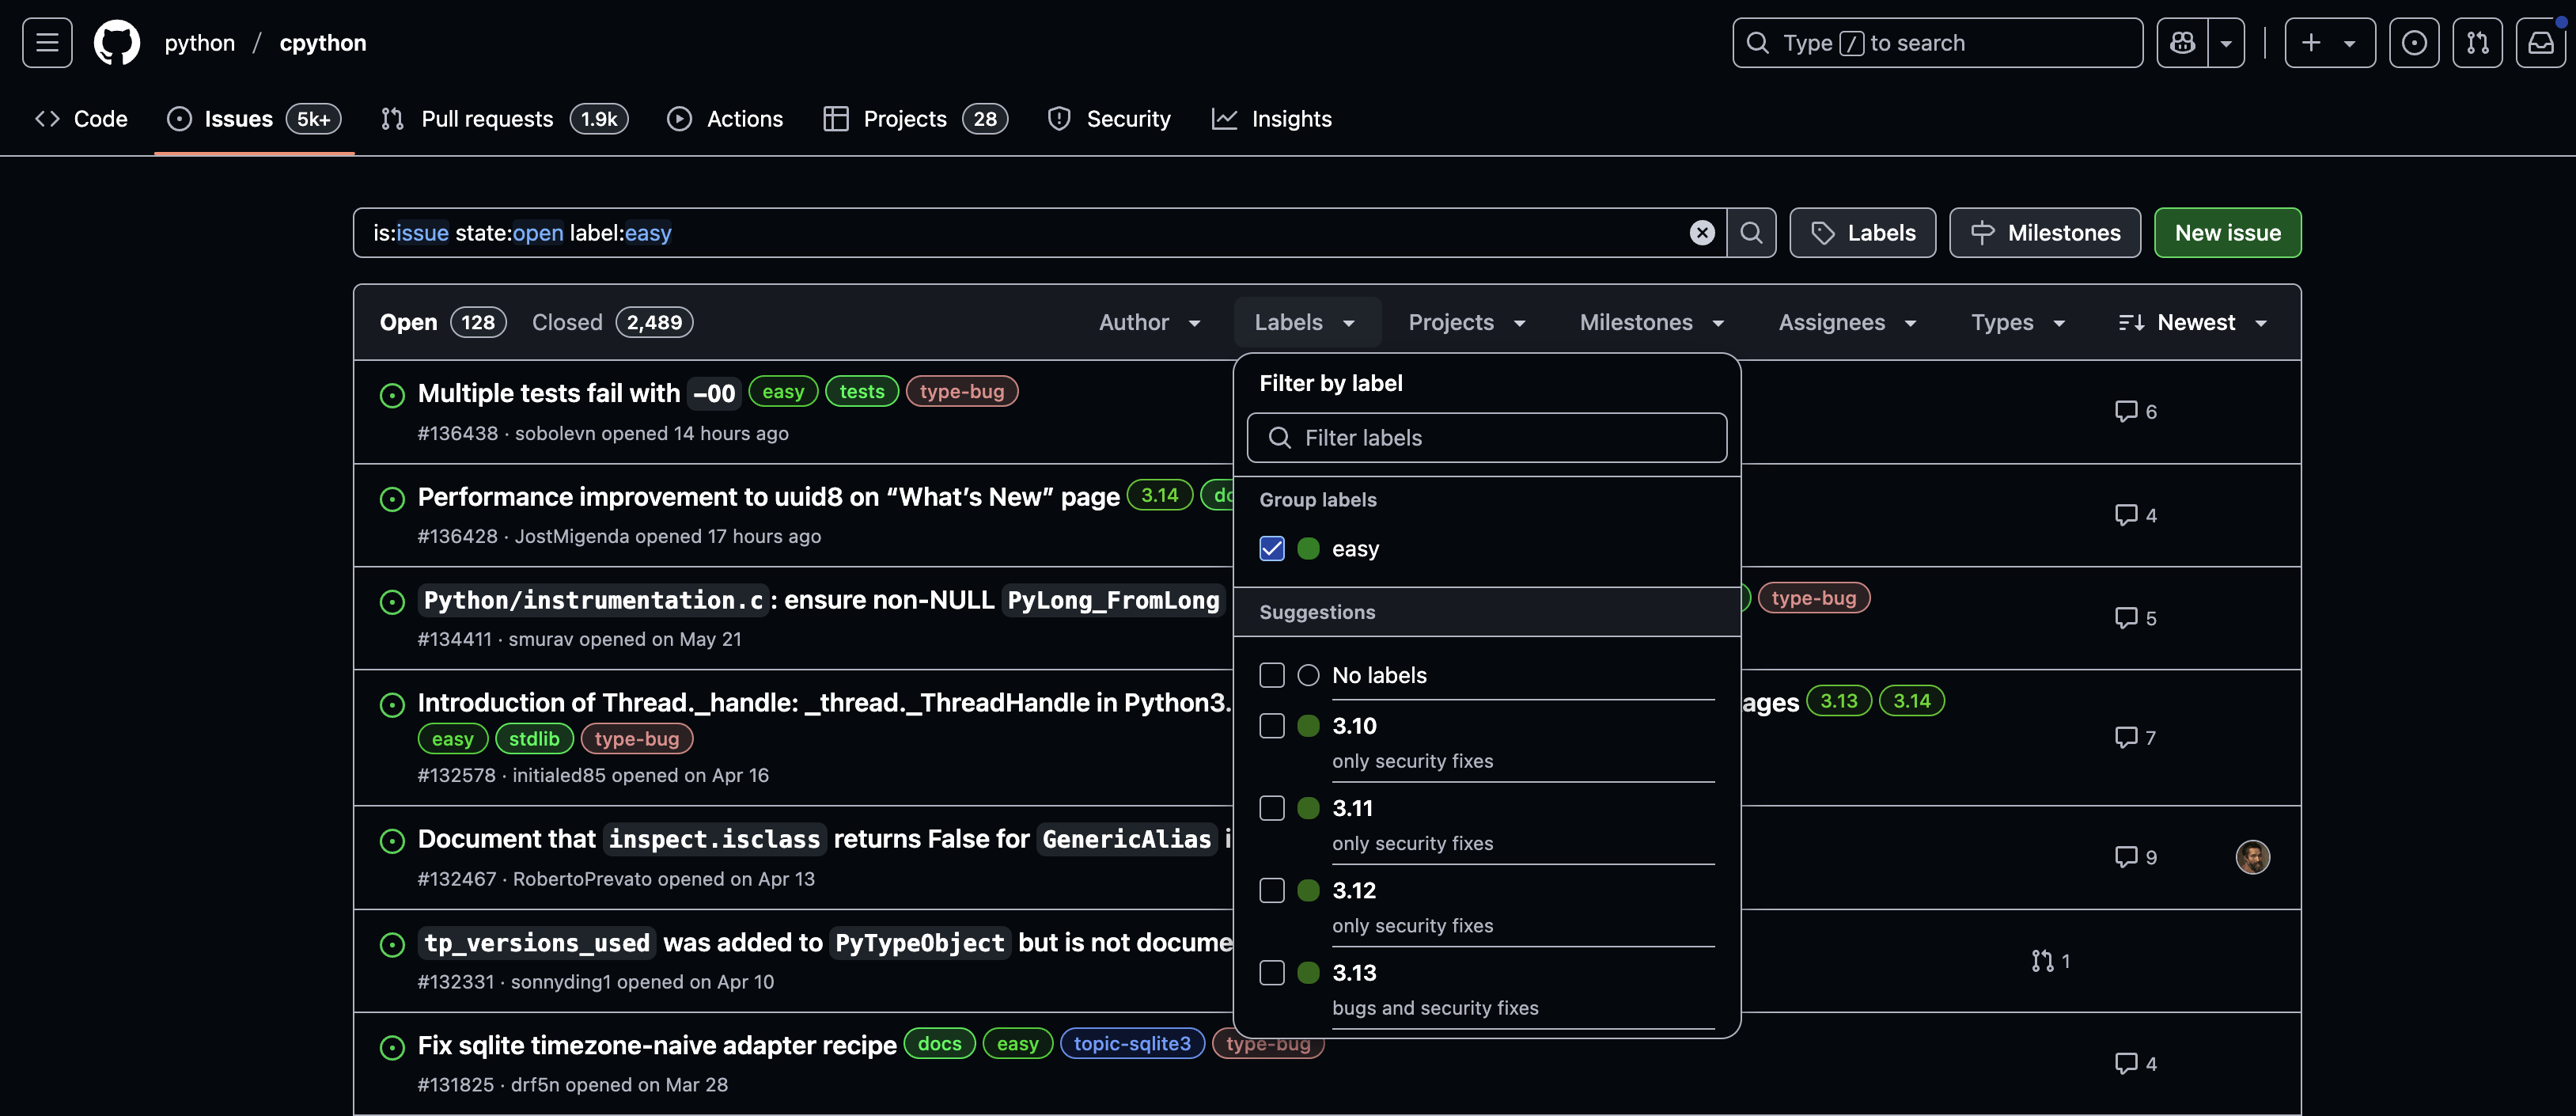 python / cpython
Type / to search
Code
Issues 5k+
Pull requests 1.9k
Actions
Projects 28
Security
Insights
is:issue state:open label:easy
Labels
Milestones
New issue
Open 128 Closed 2,489
Author
Labels
Projects
Milestones
Assignees
Types
Newest
Multiple tests fail with -OO easy tests type-bug
#136438 · sobolevn opened 14 hours ago
6
Performance improvement to uuid8 on “What’s New” page 3.14
#136428 · JostMigenda opened 17 hours ago
4
Python/instrumentation.c: ensure non-NULL PyLong_FromLong type-bug
#134411 · smurav opened on May 21
5
Introduction of Thread._handle: _thread._ThreadHandle in Python3. ages 3.13 3.14
easy stdlib type-bug
#132578 · initialed85 opened on Apr 16
7
Document that inspect.isclass returns False for GenericAlias i
#132467 · RobertoPrevato opened on Apr 13
9
tp_versions_used was added to PyTypeObject but is not docume
#132331 · sonnyding1 opened on Apr 10
1
Fix sqlite timezone-naive adapter recipe docs easy topic-sqlite3 type-bug
#131825 · drf5n opened on Mar 28
4
Filter by label
Filter labels
Group labels
easy
Suggestions
No labels
3.10
only security fixes
3.11
only security fixes
3.12
only security fixes
3.13
bugs and security fixes